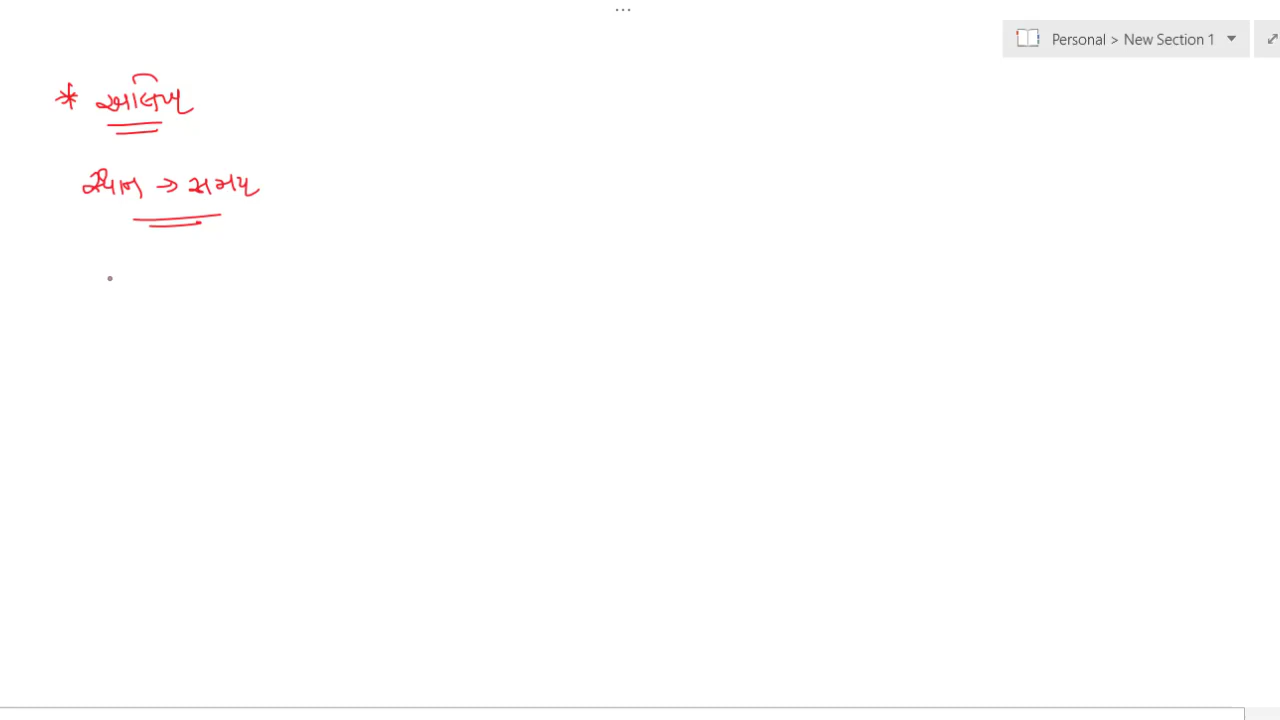 Personal > New Section 1
* આલેખ
સ્થાન → સમય